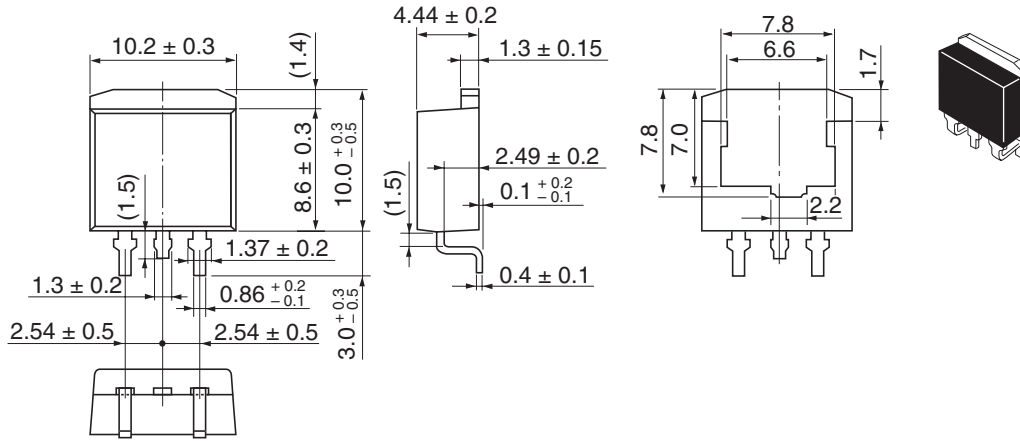 4.44 ± 0.2
10.2 ± 0.3
(1.4)
1.3 ± 0.15
7.8
6.6
1.7
8.6 ± 0.3
10.0 +0.3 −0.5
(1.5)
(1.5)
2.49 ± 0.2
0.1 +0.2 −0.1
7.8
7.0
2.2
1.37 ± 0.2
1.3 ± 0.2
0.86 +0.2 −0.1
3.0 +0.3 −0.5
0.4 ± 0.1
2.54 ± 0.5
2.54 ± 0.5